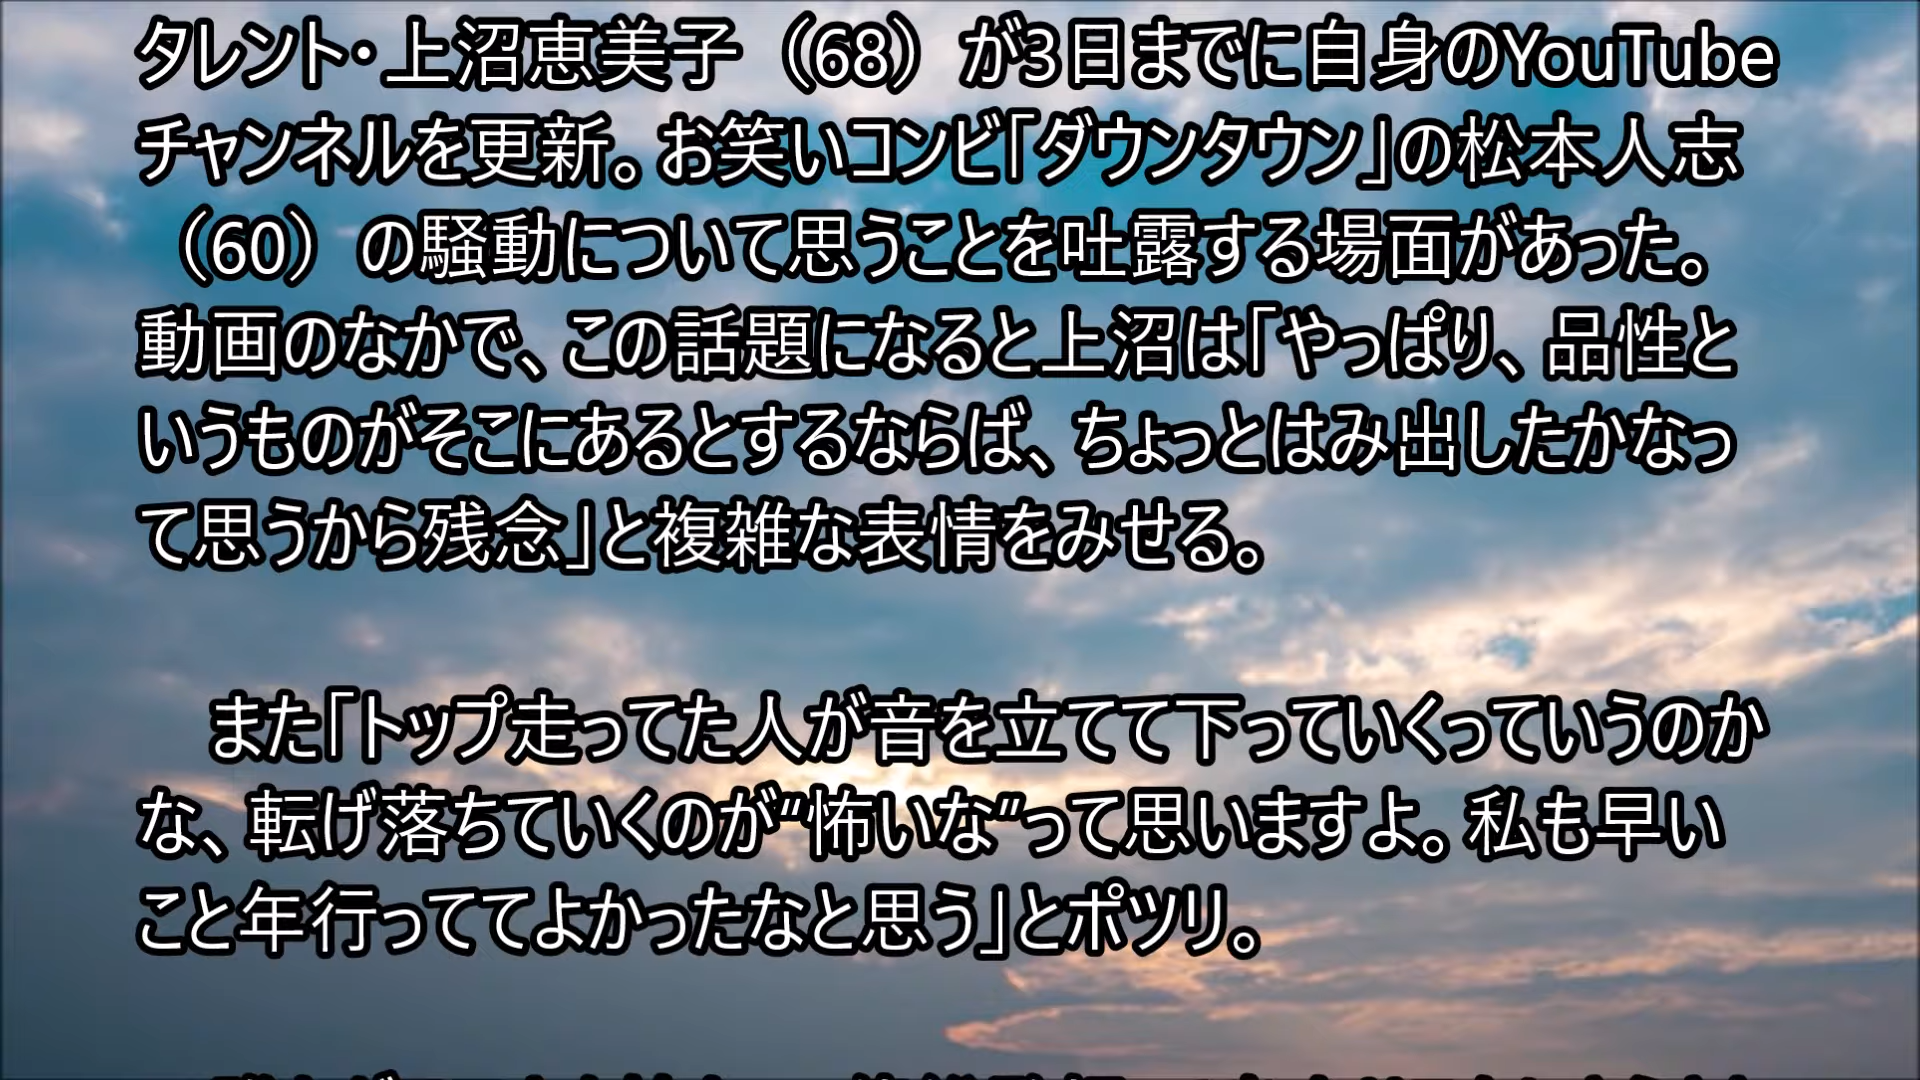 タレント・上沼恵美子（68）が3日までに自身のYouTube
チャンネルを更新。お笑いコンビ「ダウンタウン」の松本人志
（60）の騒動について思うことを吐露する場面があった。
動画のなかで、この話題になると上沼は「やっぱり、品性と
いうものがそこにあるとするならば、ちょっとはみ出したかなっ
て思うから残念」と複雑な表情をみせる。
また「トップ走ってた人が音を立てて下っていくっていうのか
な、転げ落ちていくのが“怖いな”って思いますよ。私も早い
こと年行っててよかったなと思う」とポツリ。